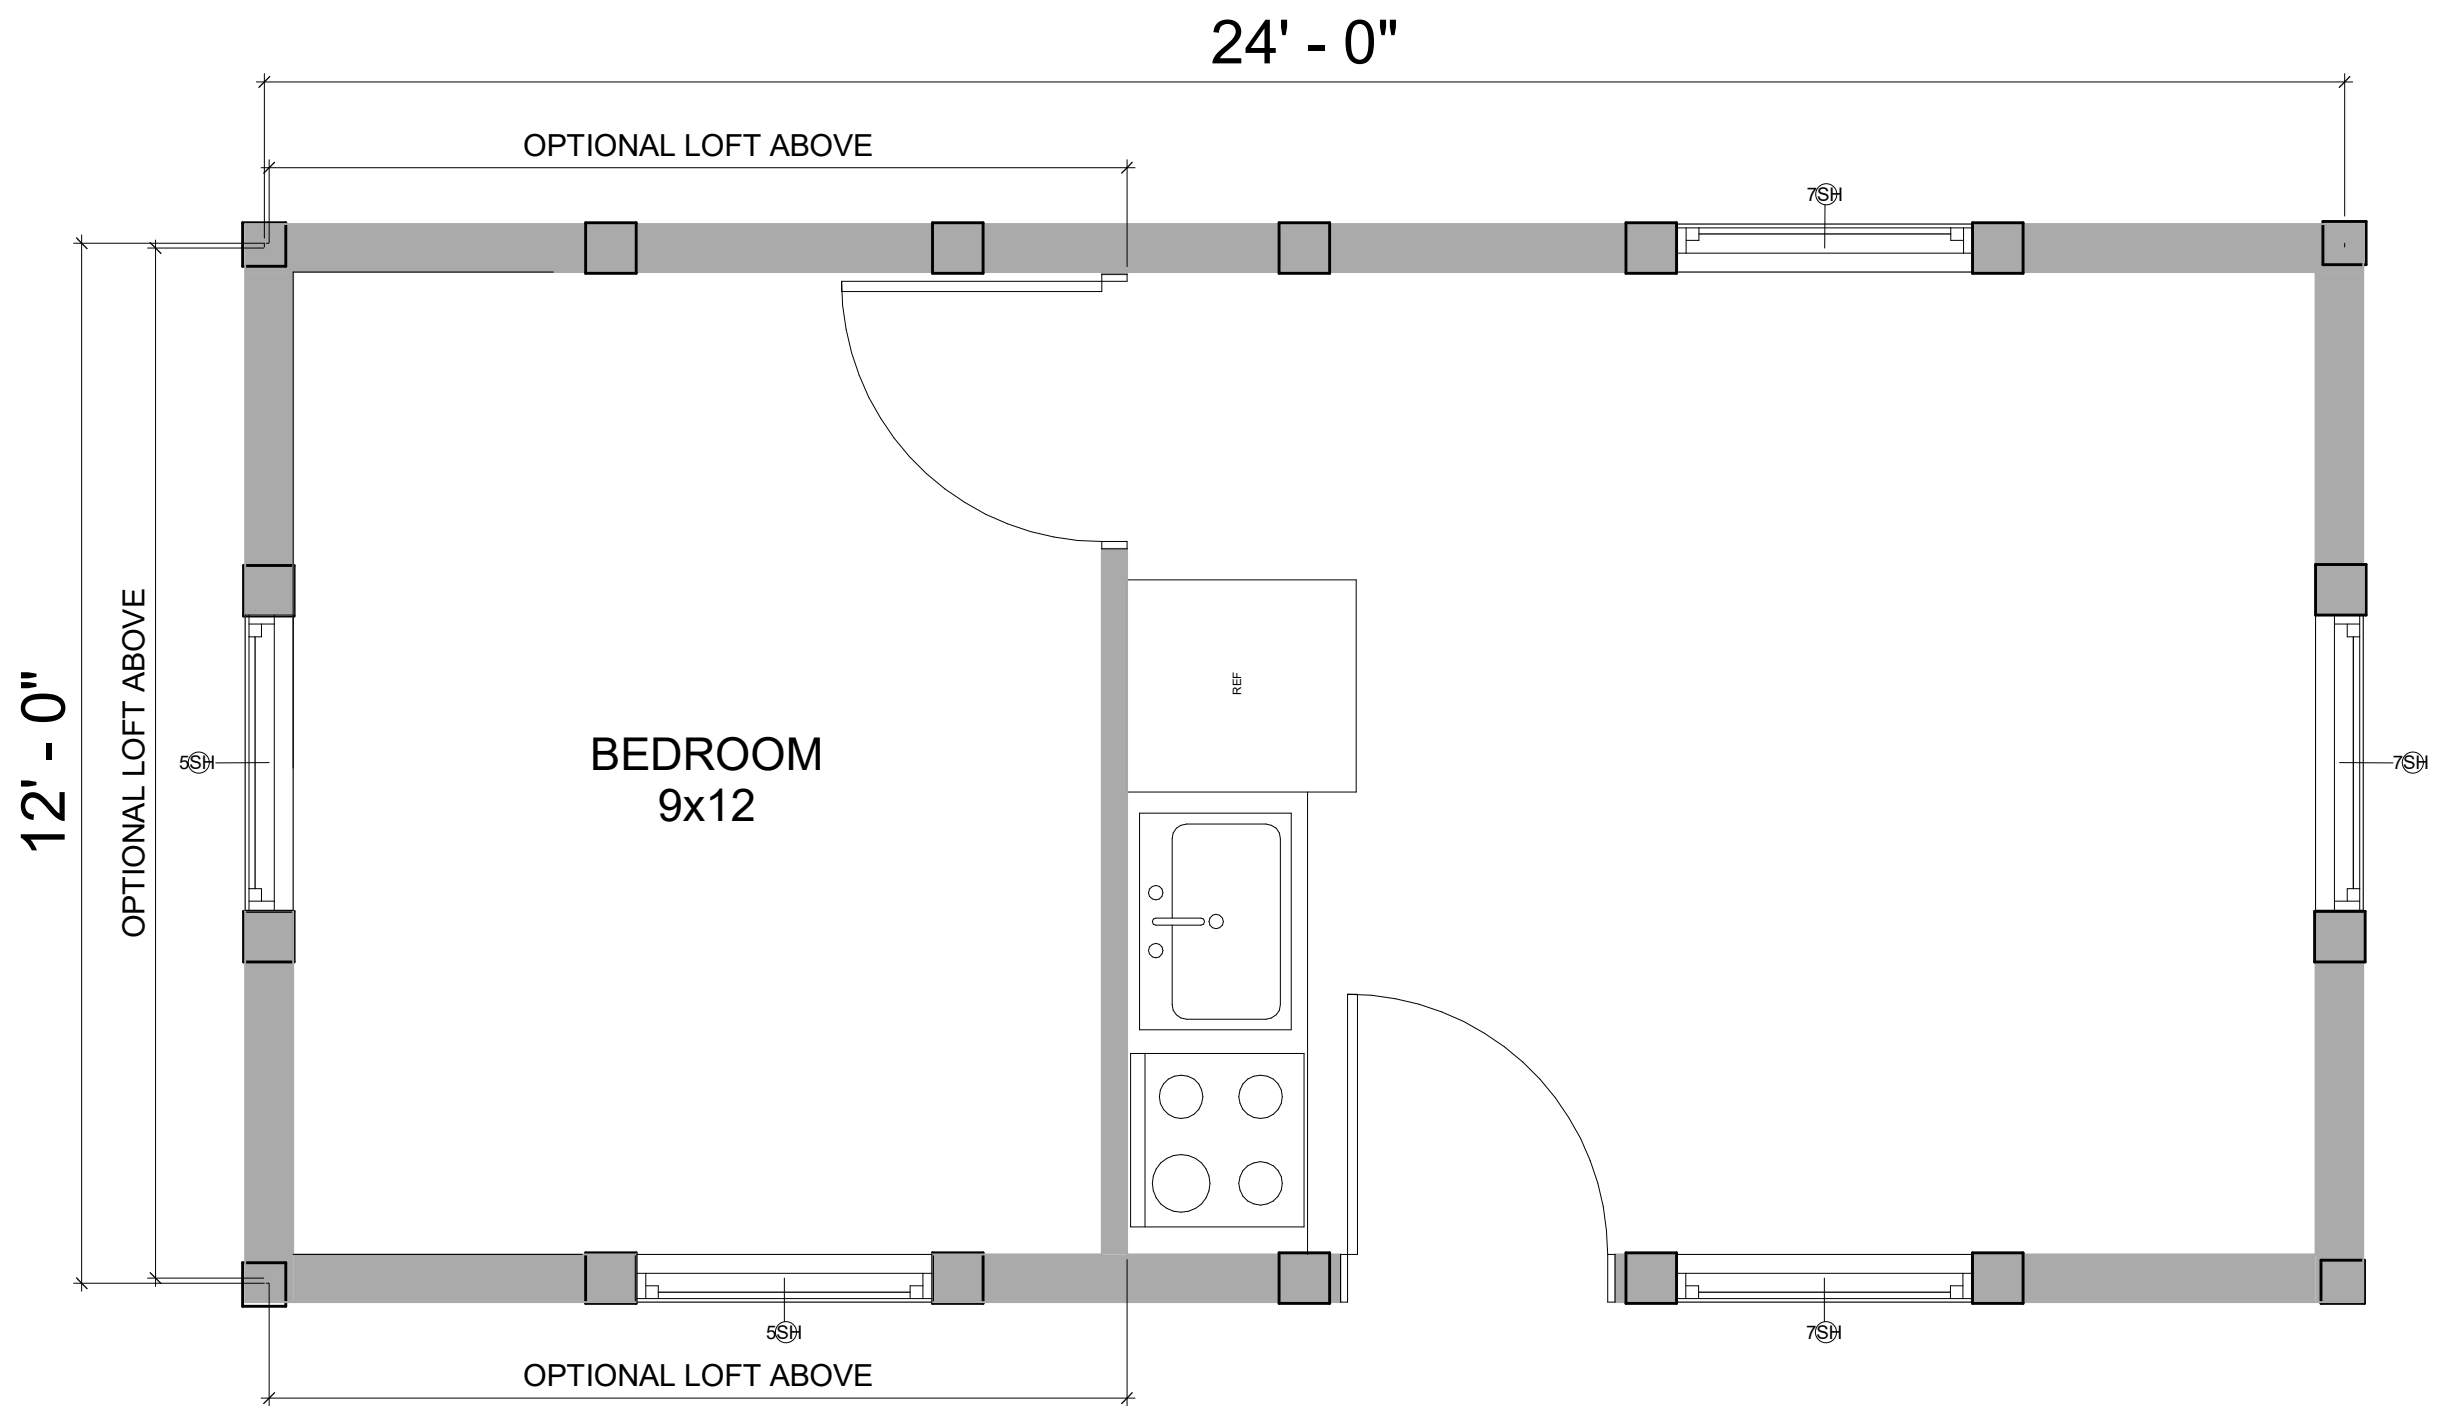 24' - 0"
OPTIONAL LOFT ABOVE
7SH
12' - 0"
OPTIONAL LOFT ABOVE
5SH
BEDROOM
9x12
REF
7SH
5SH
7SH
OPTIONAL LOFT ABOVE